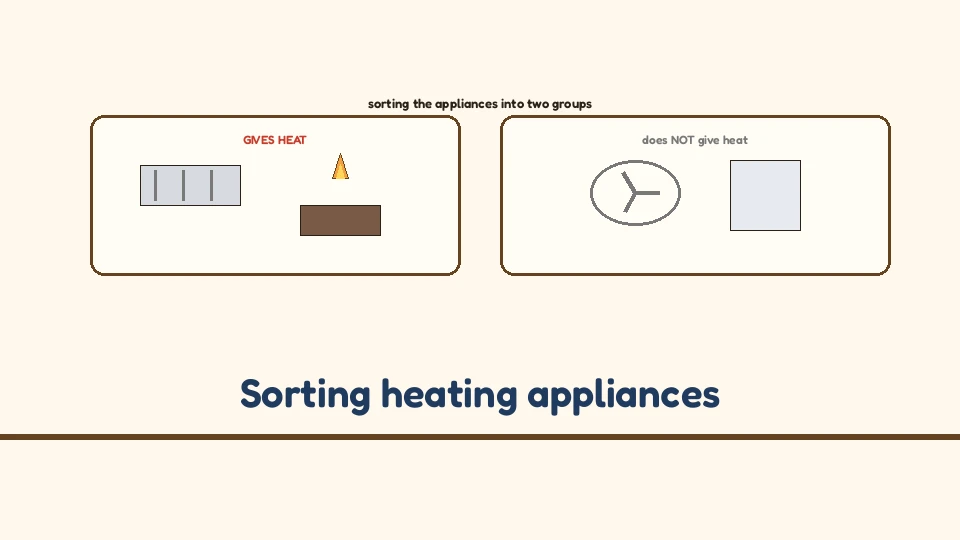 sorting the appliances into two groups
GIVES HEAT
does NOT give heat
Sorting heating appliances